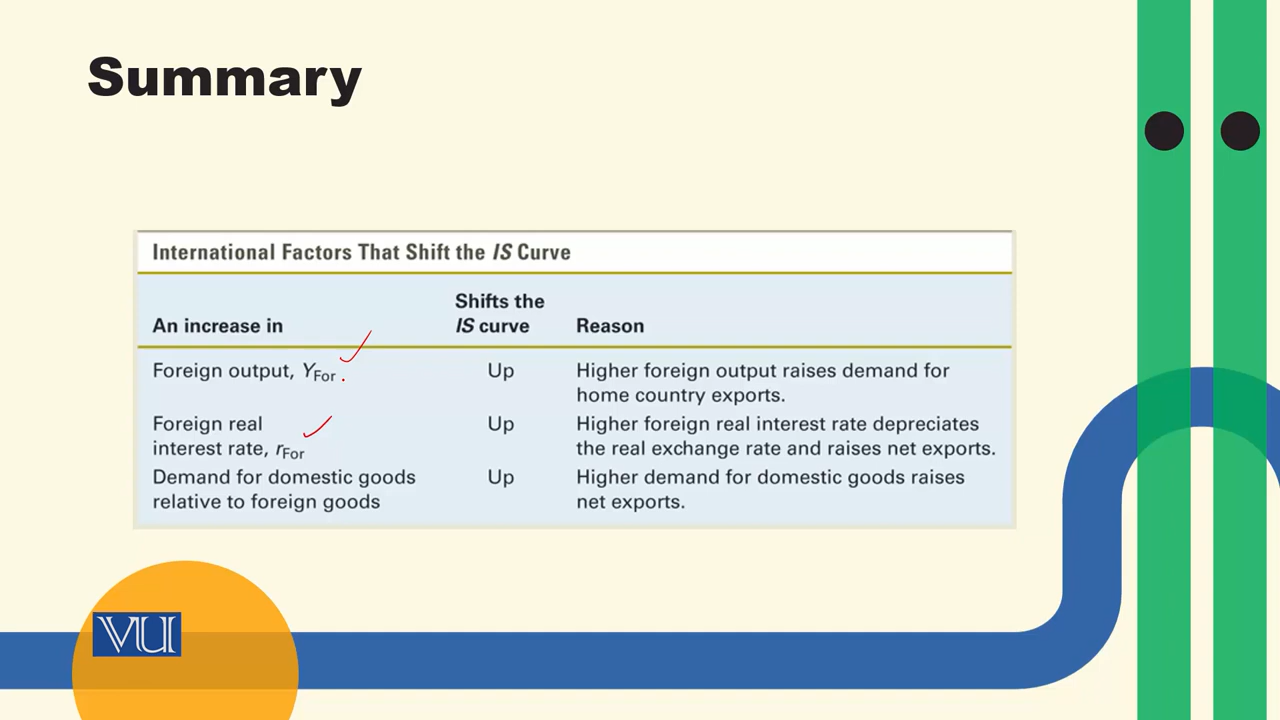 Summary
International Factors That Shift the IS Curve
Shifts the
An increase in IS curve Reason
Foreign output, YFor Up Higher foreign output raises demand for
home country exports.
Foreign real Up Higher foreign real interest rate depreciates
interest rate, rFor the real exchange rate and raises net exports.
Demand for domestic goods Up Higher demand for domestic goods raises
relative to foreign goods net exports.
VU